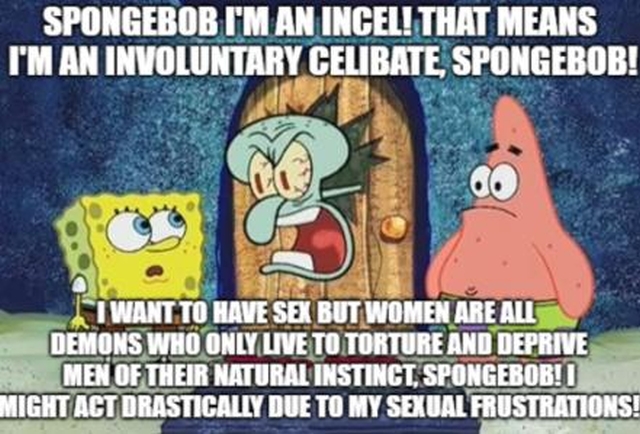 SPONGEBOB I'M AN INCEL! THAT MEANS
I'M AN INVOLUNTARY CELIBATE, SPONGEBOB!
I WANT TO HAVE SEX BUT WOMEN ARE ALL
DEMONS WHO ONLY LIVE TO TORTURE AND DEPRIVE
MEN OF THEIR NATURAL INSTINCT, SPONGEBOB! I
MIGHT ACT DRASTICALLY DUE TO MY SEXUAL FRUSTRATIONS!